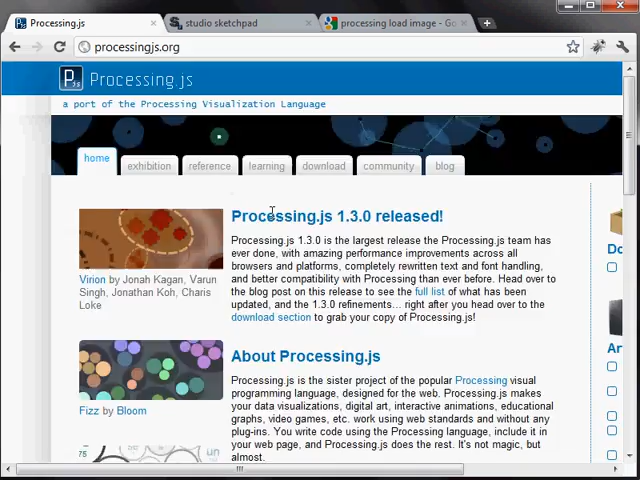 Processing.js
studio sketchpad
processing load image - Go
processingjs.org
PJs Processing.js
a port of the Processing Visualization Language
home
exhibition
reference
learning
download
community
blog
Processing.js 1.3.0 released!
Processing.js 1.3.0 is the largest release the Processing.js team has
ever done, with amazing performance improvements across all
browsers and platforms, completely rewritten text and font handling,
and better compatibility with Processing than ever before. Head over to
the blog post on this release to see the full list of what has been
updated, and the 1.3.0 refinements... right after you head over to the
download section to grab your copy of Processing.js!
Virion by Jonah Kagan, Varun
Singh, Jonathan Koh, Charis
Loke
About Processing.js
Processing.js is the sister project of the popular Processing visual
programming language, designed for the web. Processing.js makes
your data visualizations, digital art, interactive animations, educational
graphs, video games, etc. work using web standards and without any
plug-ins. You write code using the Processing language, include it in
your web page, and Processing.js does the rest. It's not magic, but
almost.
Fizz by Bloom
75
un
Do
Ar